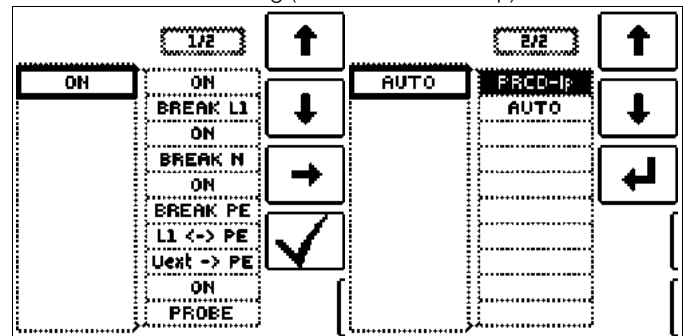 1/2
ON
ON
BREAK L1
ON
BREAK N
ON
BREAK PE
L1 <-> PE
Uext -> PE
ON
PROBE
2/2
AUTO
PRCD-Ip
AUTO